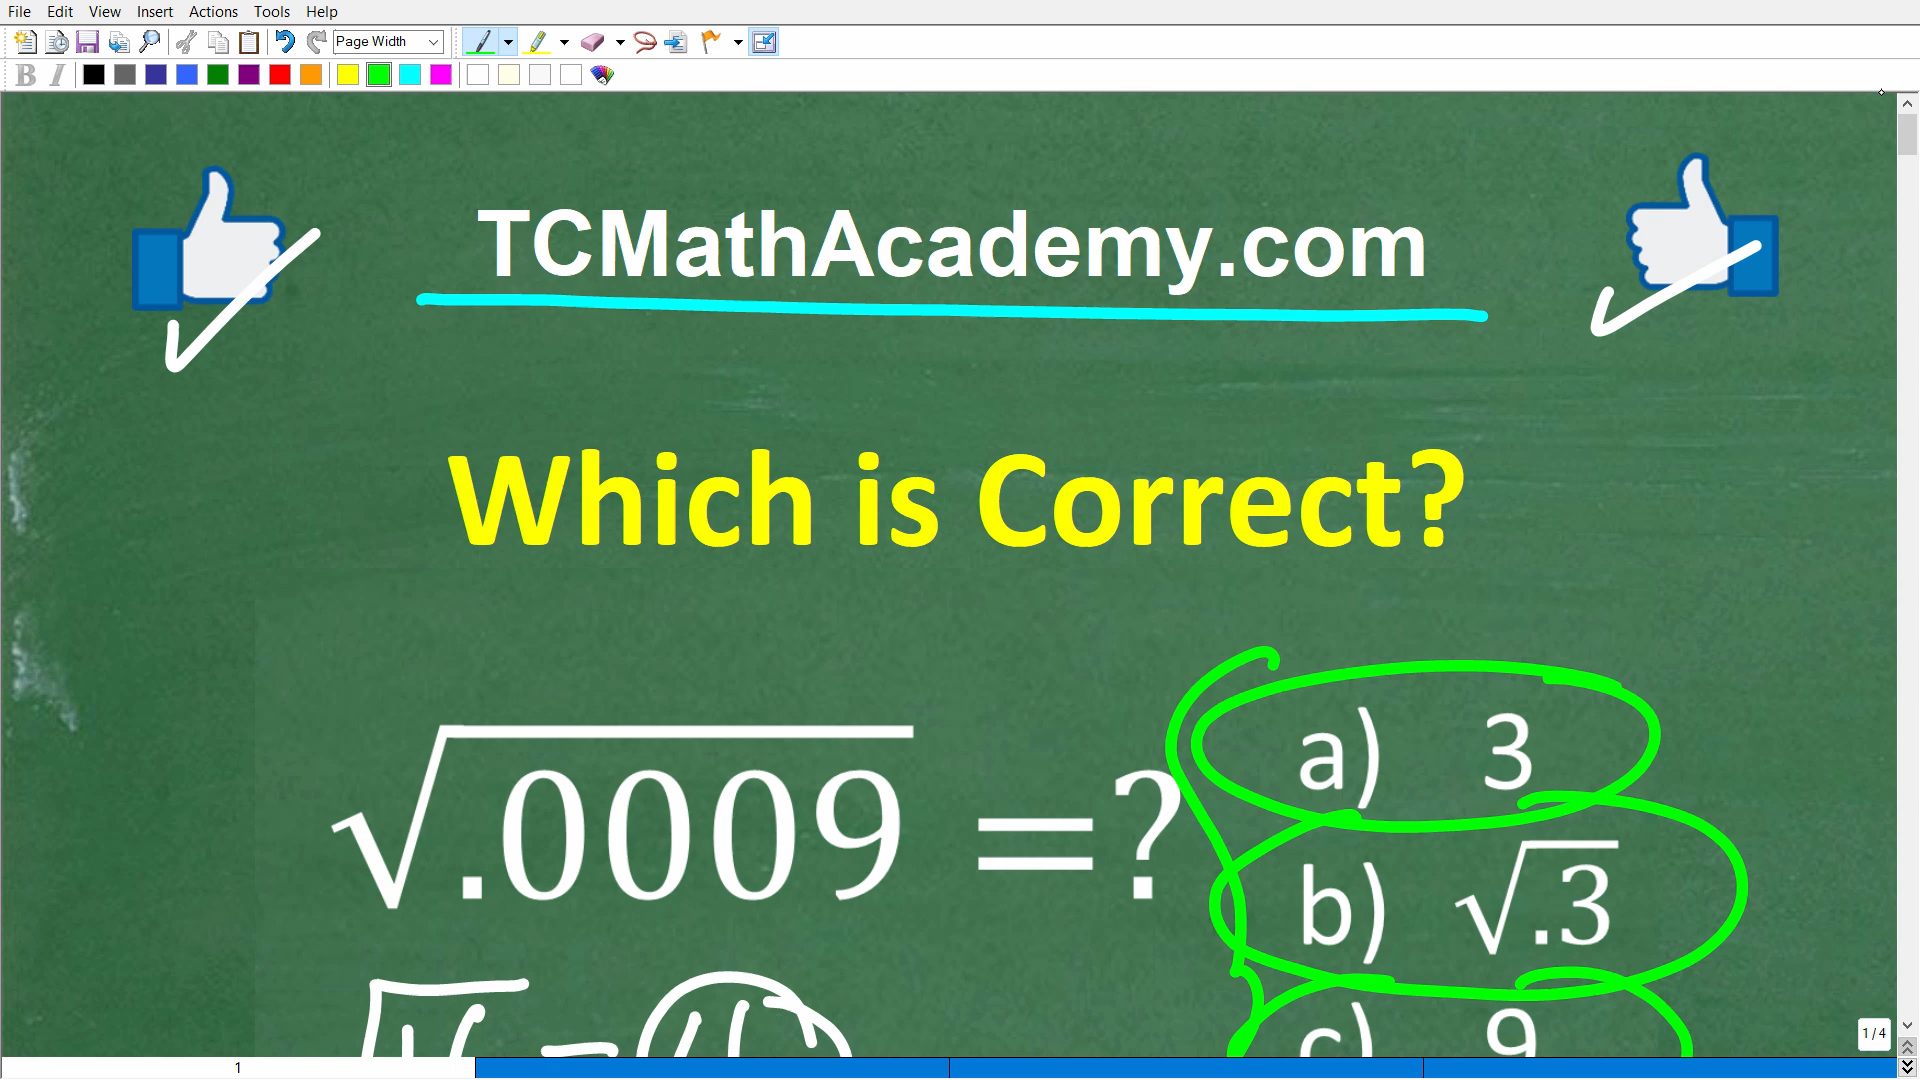 File Edit View Insert Actions Tools Help
Page Width
B I
TCMathAcademy.com
Which is Correct?
√.0009 =?
a) 3
b) √.3
c) 9
1 / 4
1